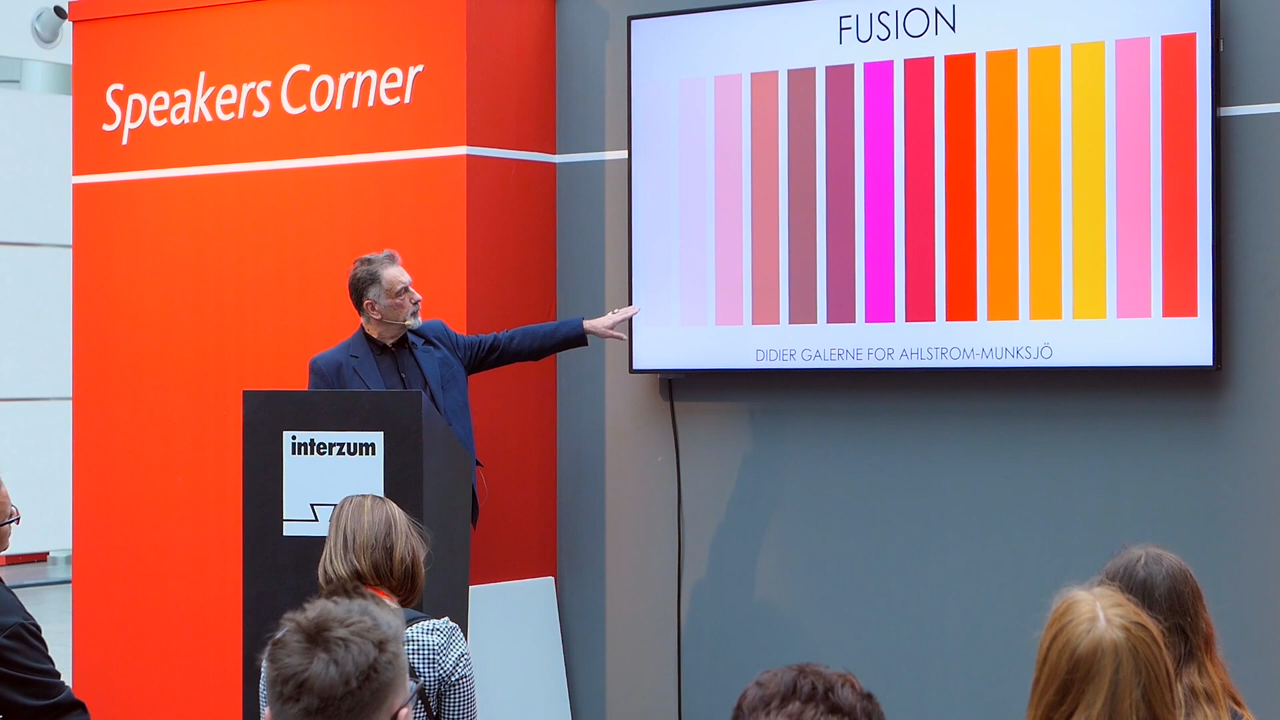 Speakers Corner
FUSION
DIDIER GALERNE FOR AHLSTROM-MUNKSJÖ
interzum